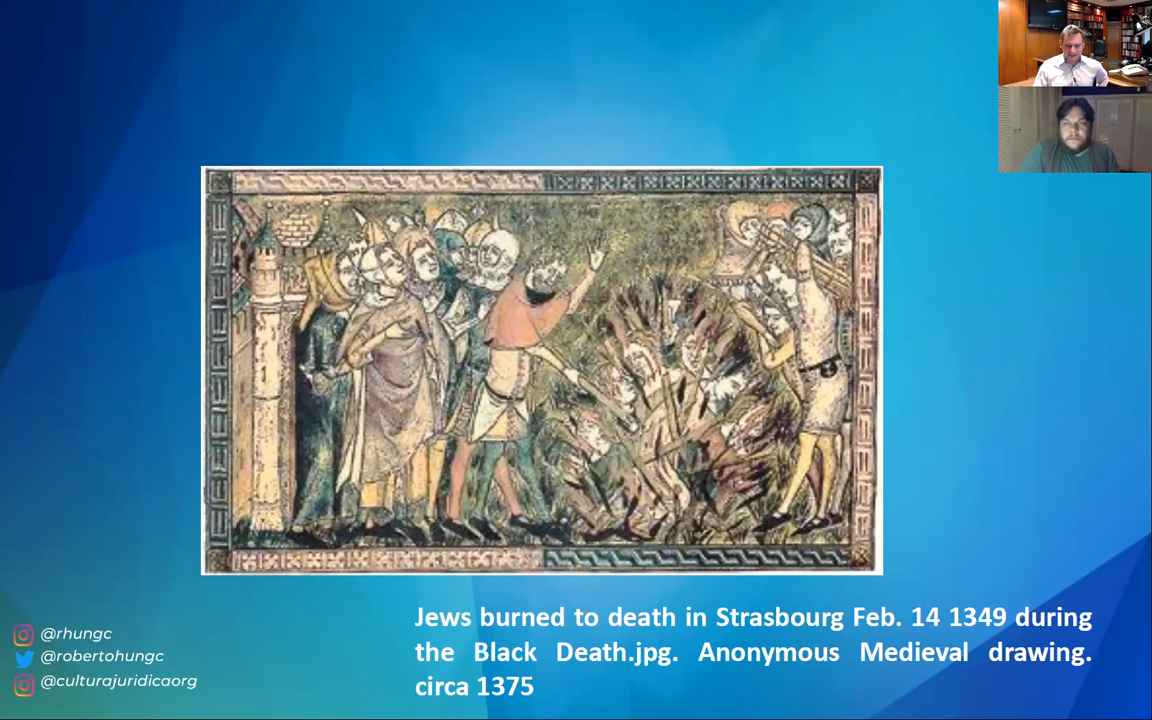 Jews burned to death in Strasbourg Feb. 14 1349 during
the Black Death.jpg. Anonymous Medieval drawing.
circa 1375
@rhungc
@robertohungc
@culturajuridicaorg